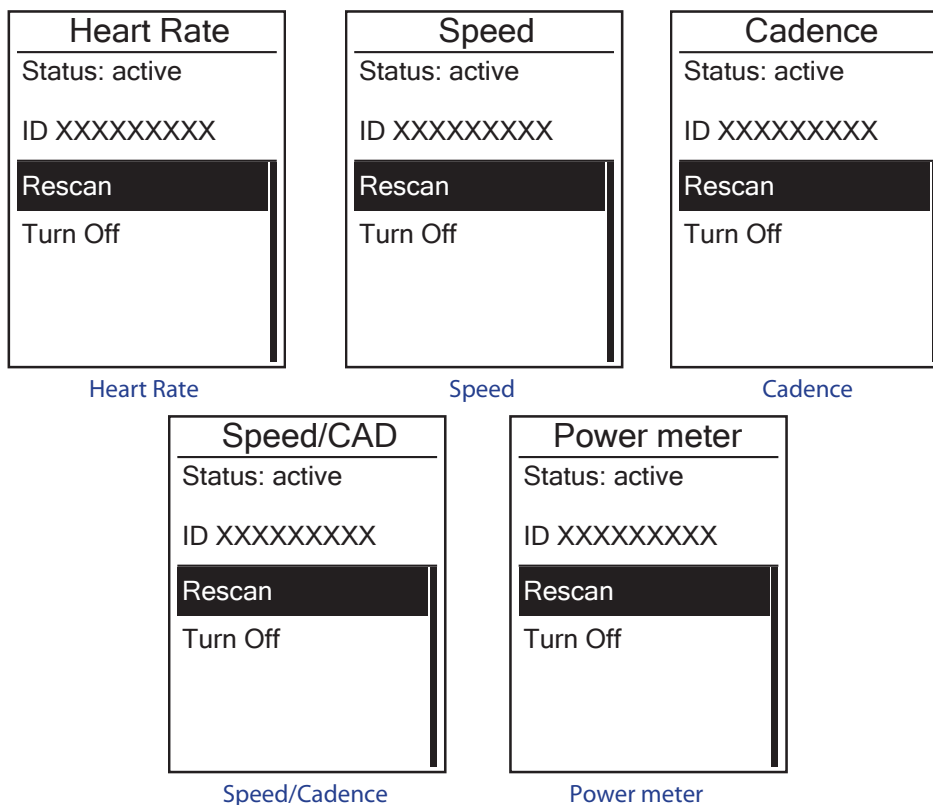 Heart Rate
Status: active
ID XXXXXXXXX
Rescan
Turn Off
Heart Rate
Speed
Status: active
ID XXXXXXXXX
Rescan
Turn Off
Speed
Cadence
Status: active
ID XXXXXXXXX
Rescan
Turn Off
Cadence
Speed/CAD
Status: active
ID XXXXXXXXX
Rescan
Turn Off
Speed/Cadence
Power meter
Status: active
ID XXXXXXXXX
Rescan
Turn Off
Power meter